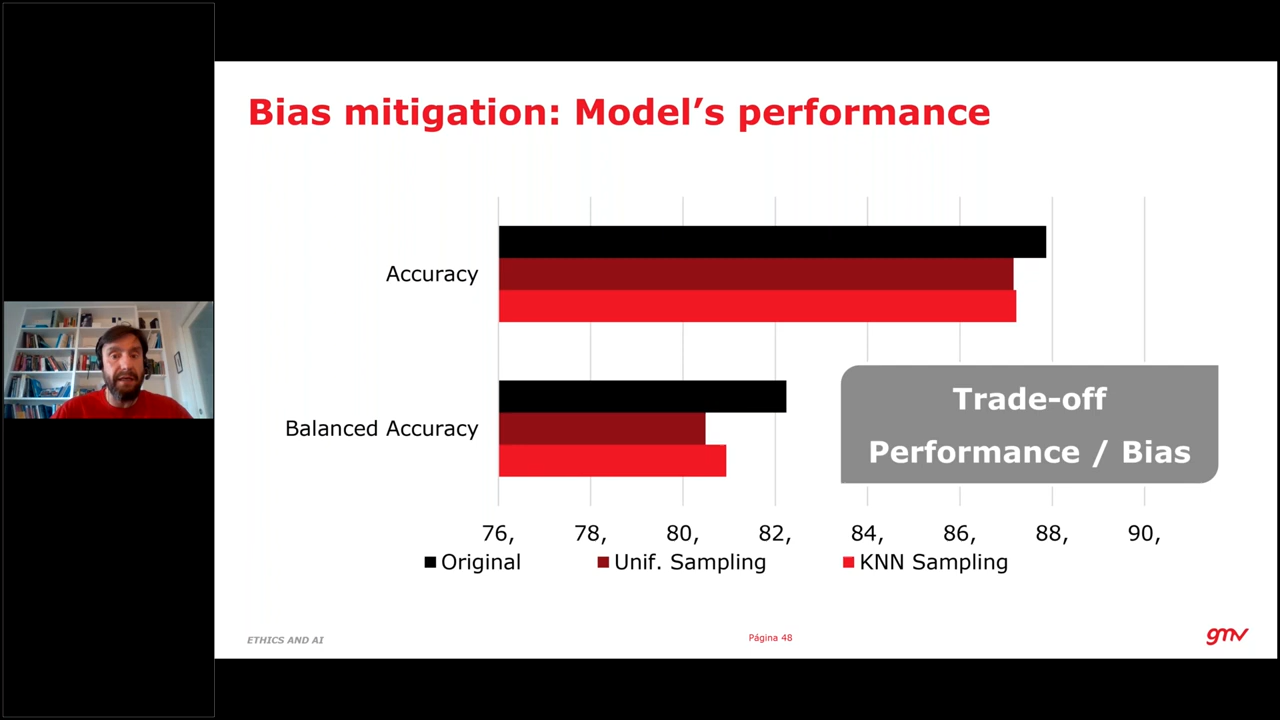 Bias mitigation: Model’s performance
Accuracy
Balanced Accuracy
Trade-off
Performance / Bias
76, 78, 80, 82, 84, 86, 88, 90,
Original Unif. Sampling KNN Sampling
ETHICS AND AI Página 48 gmv